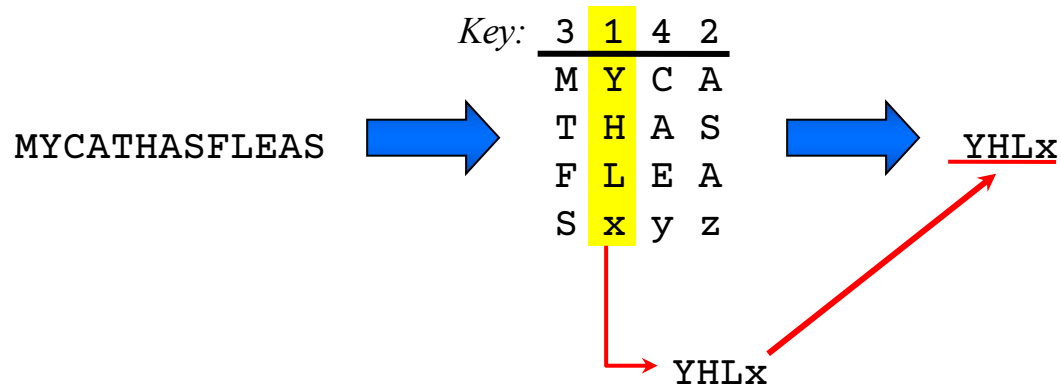 Key: 3 1 4 2
M Y C A
T H A S
MYCATHASFLEAS
YHLx
F L E A
S x y z
YHLx